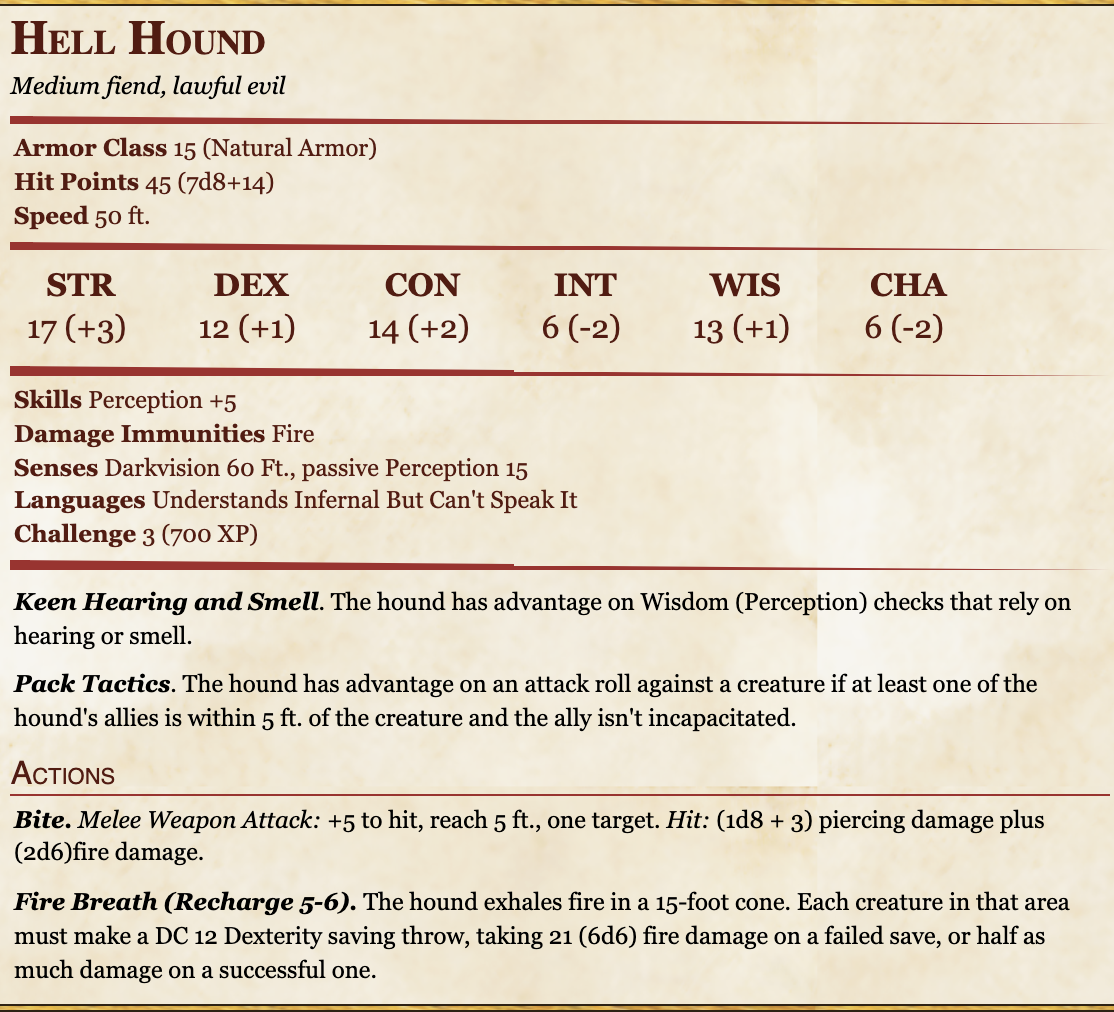 Hell Hound
Medium fiend, lawful evil
Armor Class 15 (Natural Armor)
Hit Points 45 (7d8+14)
Speed 50 ft.
STR DEX CON INT WIS CHA
17 (+3) 12 (+1) 14 (+2) 6 (-2) 13 (+1) 6 (-2)
Skills Perception +5
Damage Immunities Fire
Senses Darkvision 60 Ft., passive Perception 15
Languages Understands Infernal But Can't Speak It
Challenge 3 (700 XP)
Keen Hearing and Smell. The hound has advantage on Wisdom (Perception) checks that rely on
hearing or smell.
Pack Tactics. The hound has advantage on an attack roll against a creature if at least one of the
hound's allies is within 5 ft. of the creature and the ally isn't incapacitated.
Actions
Bite. Melee Weapon Attack: +5 to hit, reach 5 ft., one target. Hit: (1d8 + 3) piercing damage plus
(2d6)fire damage.
Fire Breath (Recharge 5-6). The hound exhales fire in a 15-foot cone. Each creature in that area
must make a DC 12 Dexterity saving throw, taking 21 (6d6) fire damage on a failed save, or half as
much damage on a successful one.